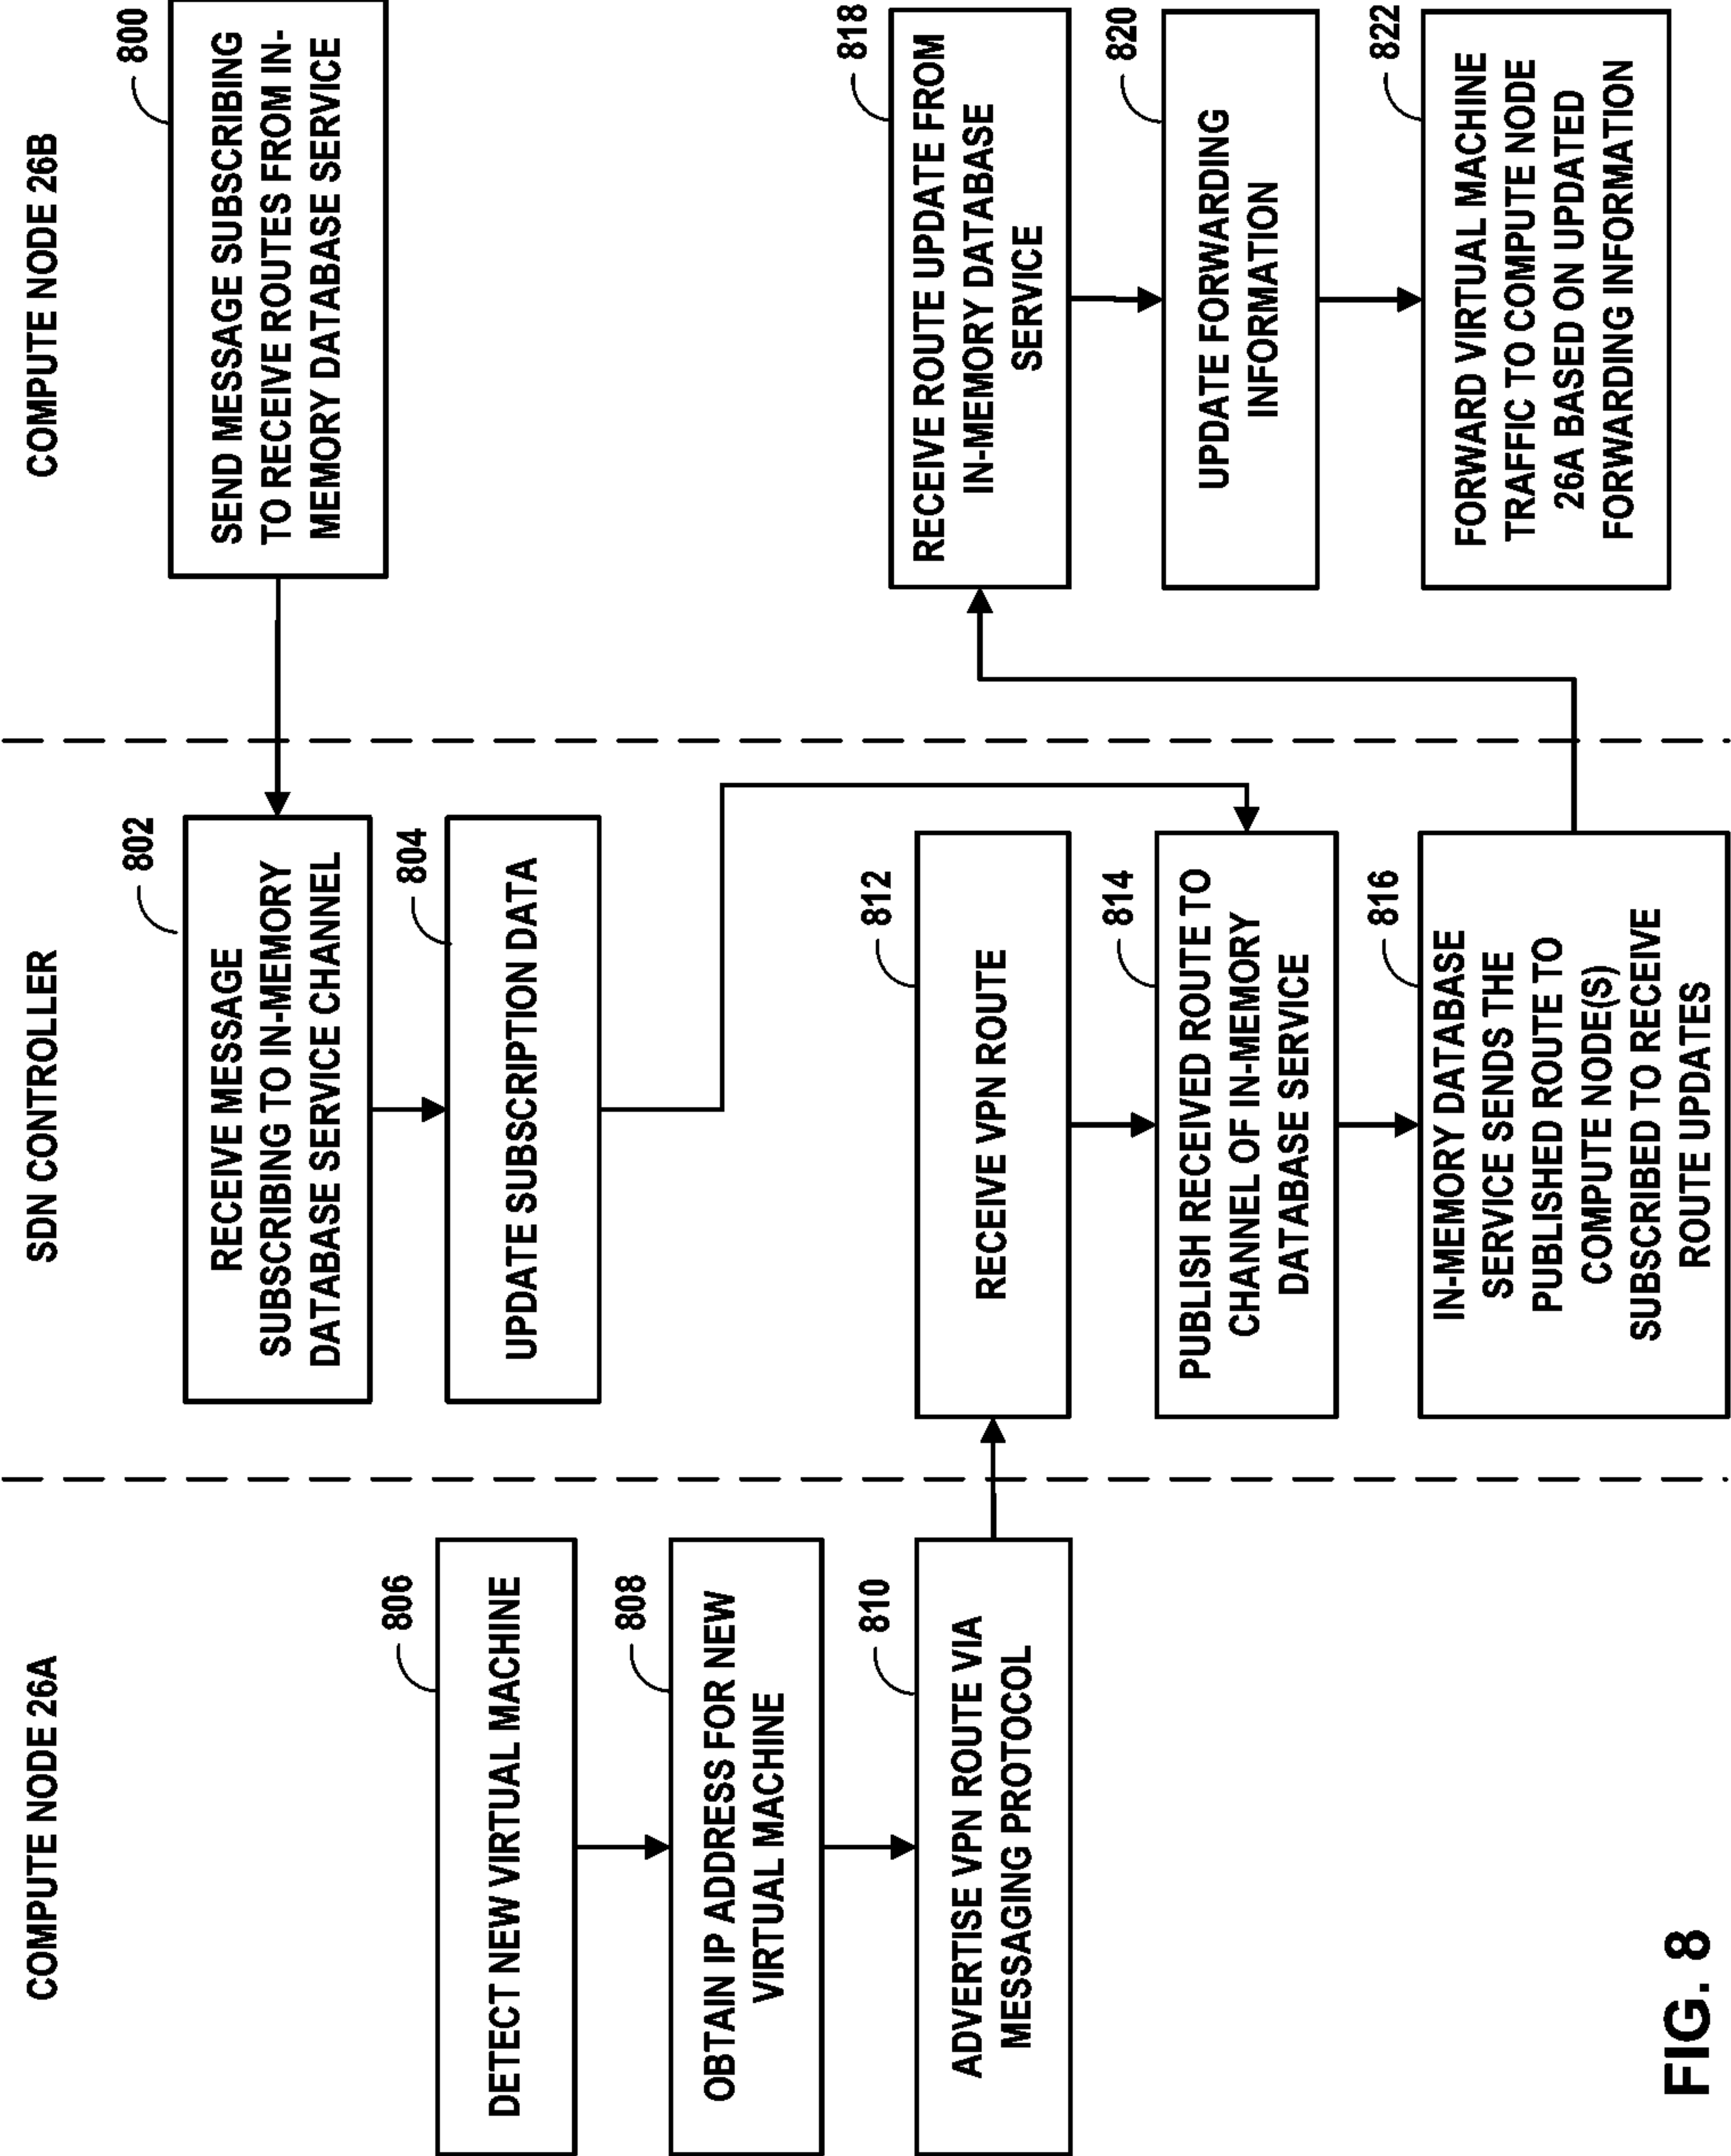 COMPUTE NODE 26A
SDN CONTROLLER
COMPUTE NODE 26B
800
SEND MESSAGE SUBSCRIBING
TO RECEIVE ROUTES FROM IN-
MEMORY DATABASE SERVICE
802
RECEIVE MESSAGE
SUBSCRIBING TO IN-MEMORY
DATABASE SERVICE CHANNEL
804
UPDATE SUBSCRIPTION DATA
806
DETECT NEW VIRTUAL MACHINE
808
OBTAIN IP ADDRESS FOR NEW
VIRTUAL MACHINE
810
ADVERTISE VPN ROUTE VIA
MESSAGING PROTOCOL
812
RECEIVE VPN ROUTE
814
PUBLISH RECEIVED ROUTE TO
CHANNEL OF IN-MEMORY
DATABASE SERVICE
816
IN-MEMORY DATABASE
SERVICE SENDS THE
PUBLISHED ROUTE TO
COMPUTE NODE(S)
SUBSCRIBED TO RECEIVE
ROUTE UPDATES
818
RECEIVE ROUTE UPDATE FROM
IN-MEMORY DATABASE
SERVICE
820
UPDATE FORWARDING
INFORMATION
822
FORWARD VIRTUAL MACHINE
TRAFFIC TO COMPUTE NODE
26A BASED ON UPDATED
FORWARDING INFORMATION
FIG. 8